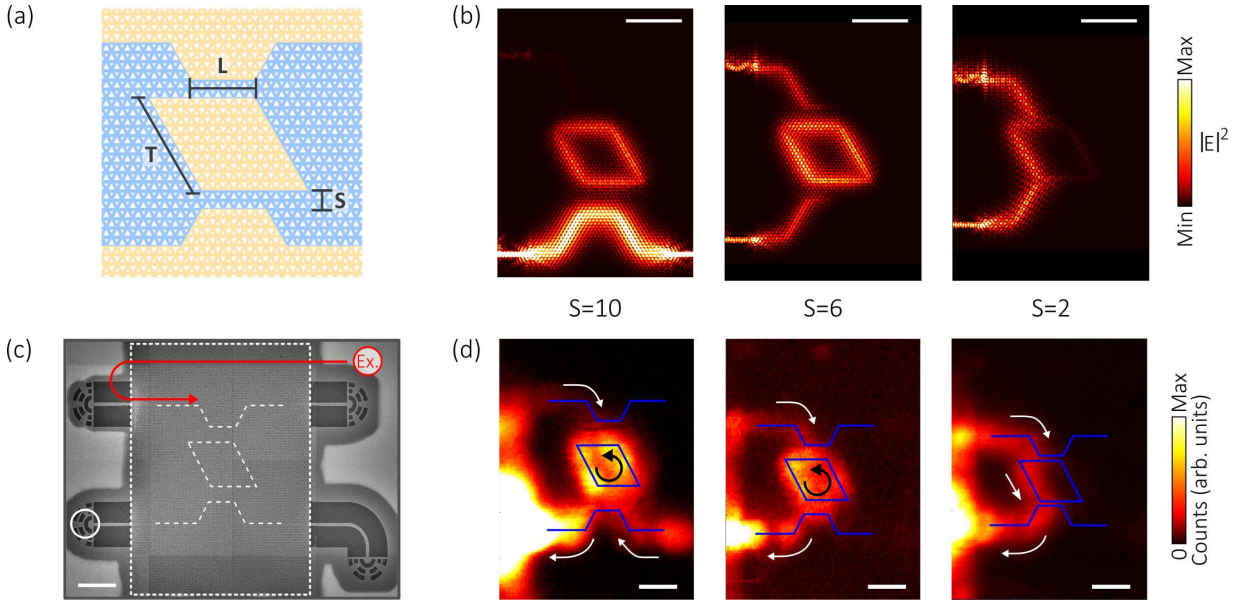 (a)
L
T
S
(b)
S=10
S=6
S=2
Min
Max
|E|²
(c)
Ex.
(d)
0
Max
Counts (arb. units)